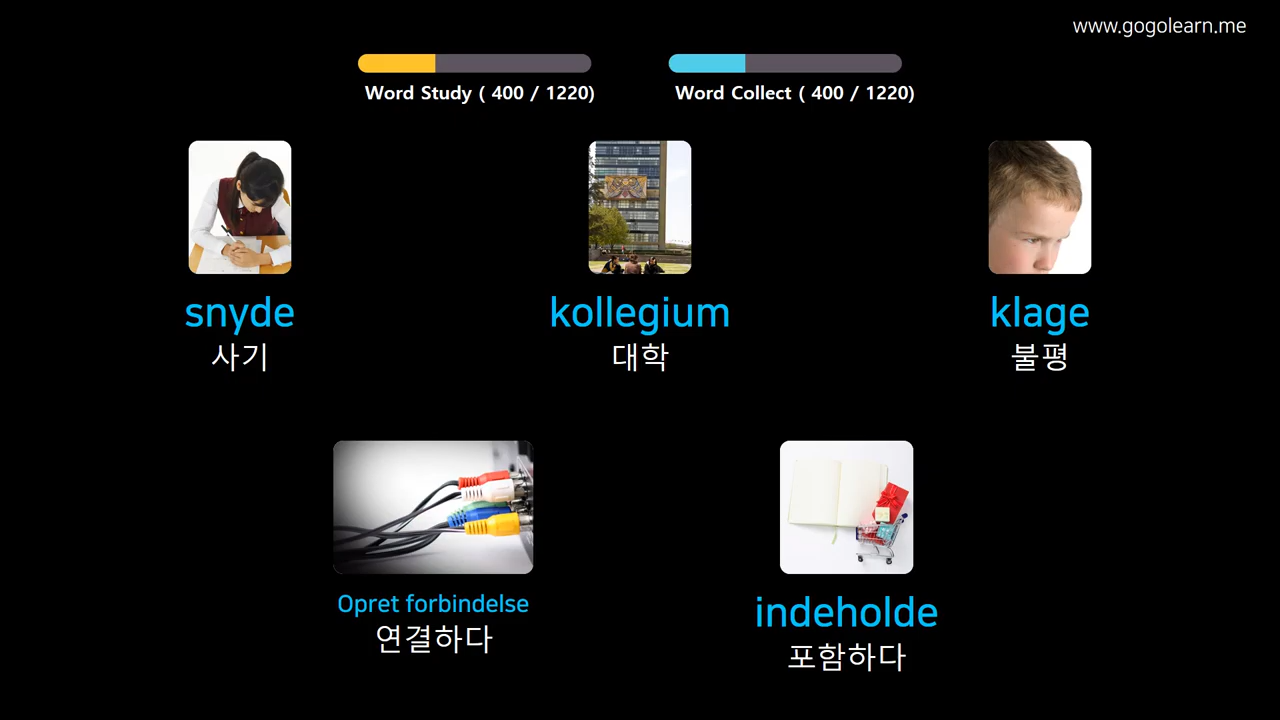 www.gogolearn.me
Word Study ( 400 / 1220)
Word Collect ( 400 / 1220)
snyde
사기
kollegium
대학
klage
불평
Opret forbindelse
연결하다
indeholde
포함하다